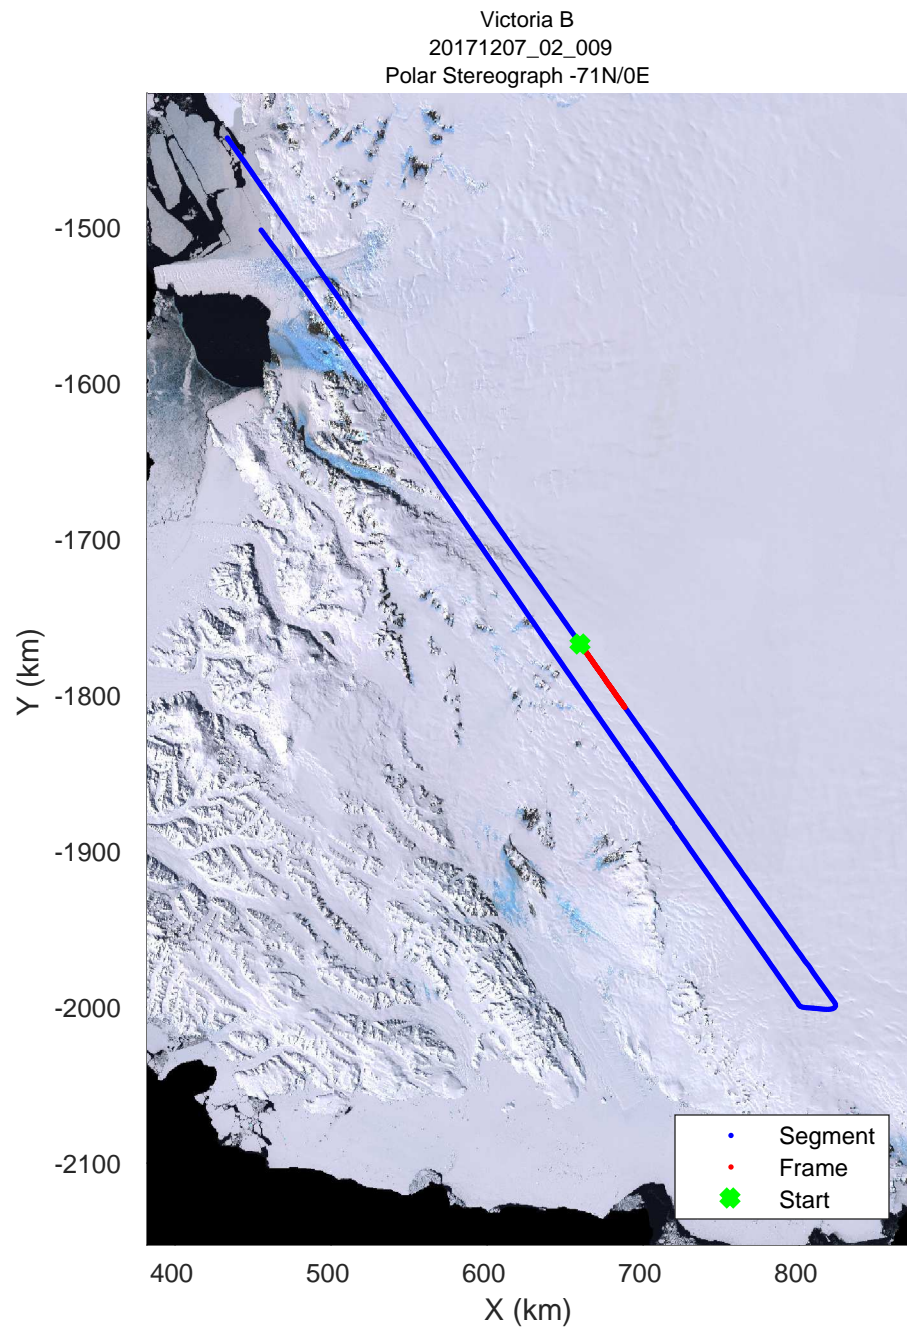 Victoria B
20171207_02_009
Polar Stereograph -71N/0E
-1500
-1600
-1700
-1800
-1900
-2000
-2100
Y (km)
400 500 600 700 800
X (km)
Segment
Frame
Start